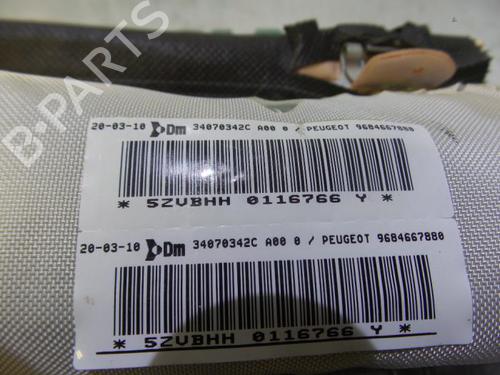 B-PARTS
20-03-10 Dm 34070342C A00 0 / PEUGEOT 9684667880
* 5ZVBHH 0116766 Y *
20-03-10 Dm 34070342C A00 0 / PEUGEOT 9684667880
* 5ZVBHH 0116766 Y *